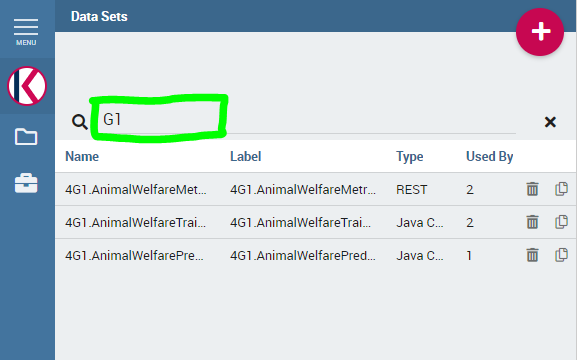 Data Sets
MENU
G1
Name Label Type Used By
4G1.AnimalWelfareMet... 4G1.AnimalWelfareMetr... REST 2
4G1.AnimalWelfareTrai... 4G1.AnimalWelfareTrai... Java C... 2
4G1.AnimalWelfarePre... 4G1.AnimalWelfarePred... Java C... 1